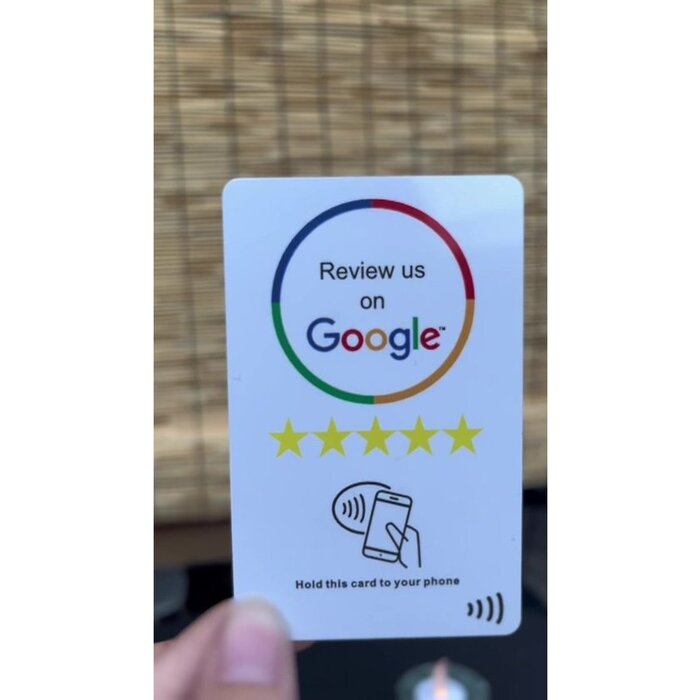 Review us
on
Google™
Hold this card to your phone